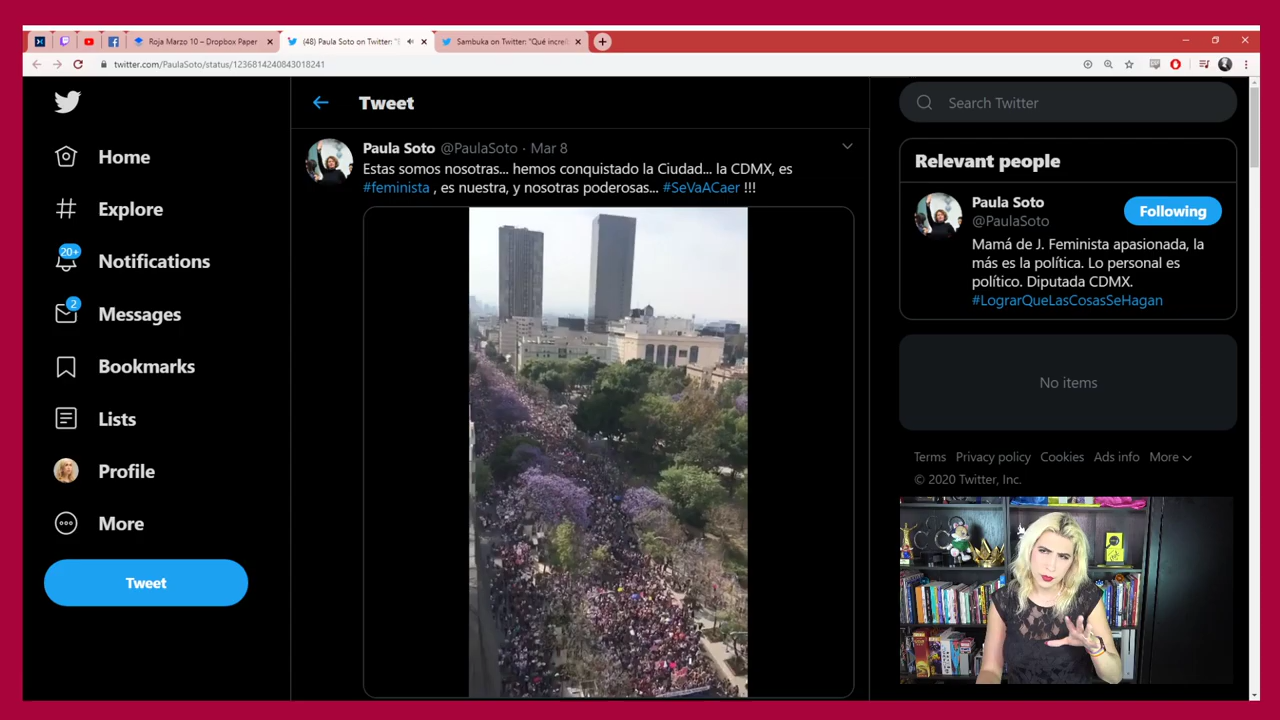 Roja Marzo 10 – Dropbox Paper
(48) Paula Soto on Twitter: "E
Sambuka on Twitter: "Qué increí
twitter.com/PaulaSoto/status/1236814240843018241
Home
Explore
20+
Notifications
2
Messages
Bookmarks
Lists
Profile
More
Tweet
Tweet
Paula Soto @PaulaSoto · Mar 8
Estas somos nosotras... hemos conquistado la Ciudad... la CDMX, es
#feminista , es nuestra, y nosotras poderosas... #SeVaACaer !!!
Search Twitter
Relevant people
Paula Soto
@PaulaSoto
Following
Mamá de J. Feminista apasionada, la
más es la política. Lo personal es
político. Diputada CDMX.
#LograrQueLasCosasSeHagan
No items
Terms Privacy policy Cookies Ads info More
© 2020 Twitter, Inc.